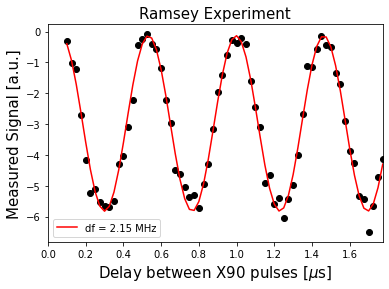 Ramsey Experiment
Measured Signal [a.u.]
0
−1
−2
−3
−4
−5
−6
df = 2.15 MHz
0.0 0.2 0.4 0.6 0.8 1.0 1.2 1.4 1.6
Delay between X90 pulses [μs]